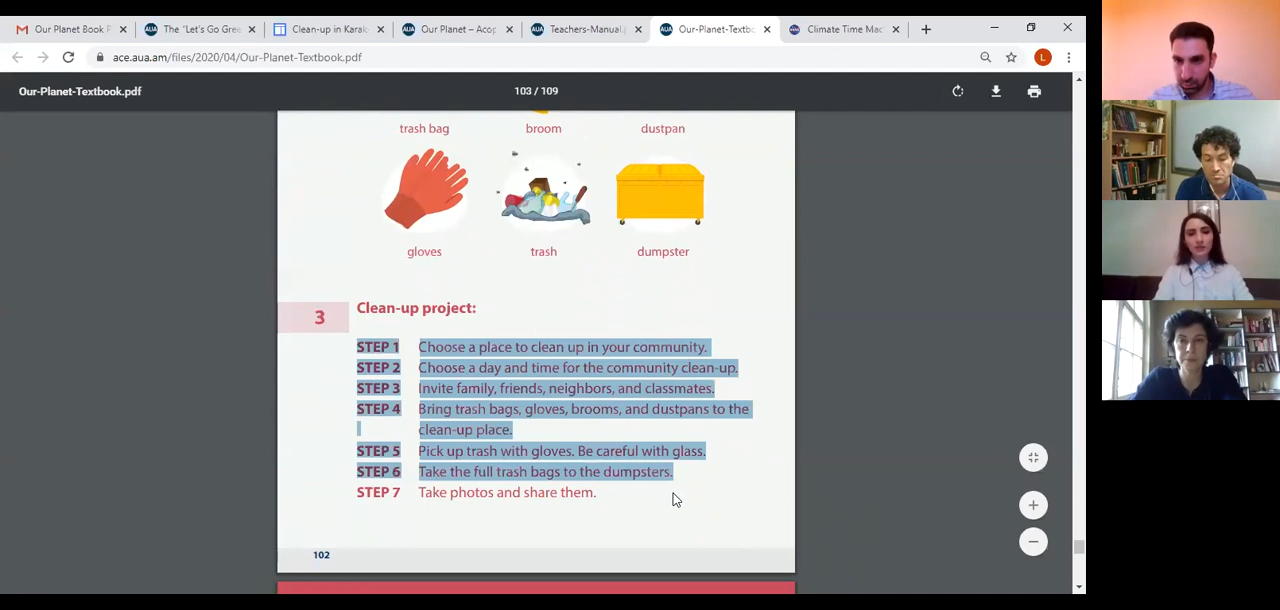 Our Planet Book P
The "Let's Go Gree
Clean-up in Karak
Our Planet – Acop
Teachers-Manual.
Our-Planet-Textbo
Climate Time Mac
ace.aua.am/files/2020/04/Our-Planet-Textbook.pdf
L
Our-Planet-Textbook.pdf
103 / 109
trash bag broom dustpan
gloves trash dumpster
3 Clean-up project:
STEP 1 Choose a place to clean up in your community.
STEP 2 Choose a day and time for the community clean-up.
STEP 3 Invite family, friends, neighbors, and classmates.
STEP 4 Bring trash bags, gloves, brooms, and dustpans to the
clean-up place.
STEP 5 Pick up trash with gloves. Be careful with glass.
STEP 6 Take the full trash bags to the dumpsters.
STEP 7 Take photos and share them.
102